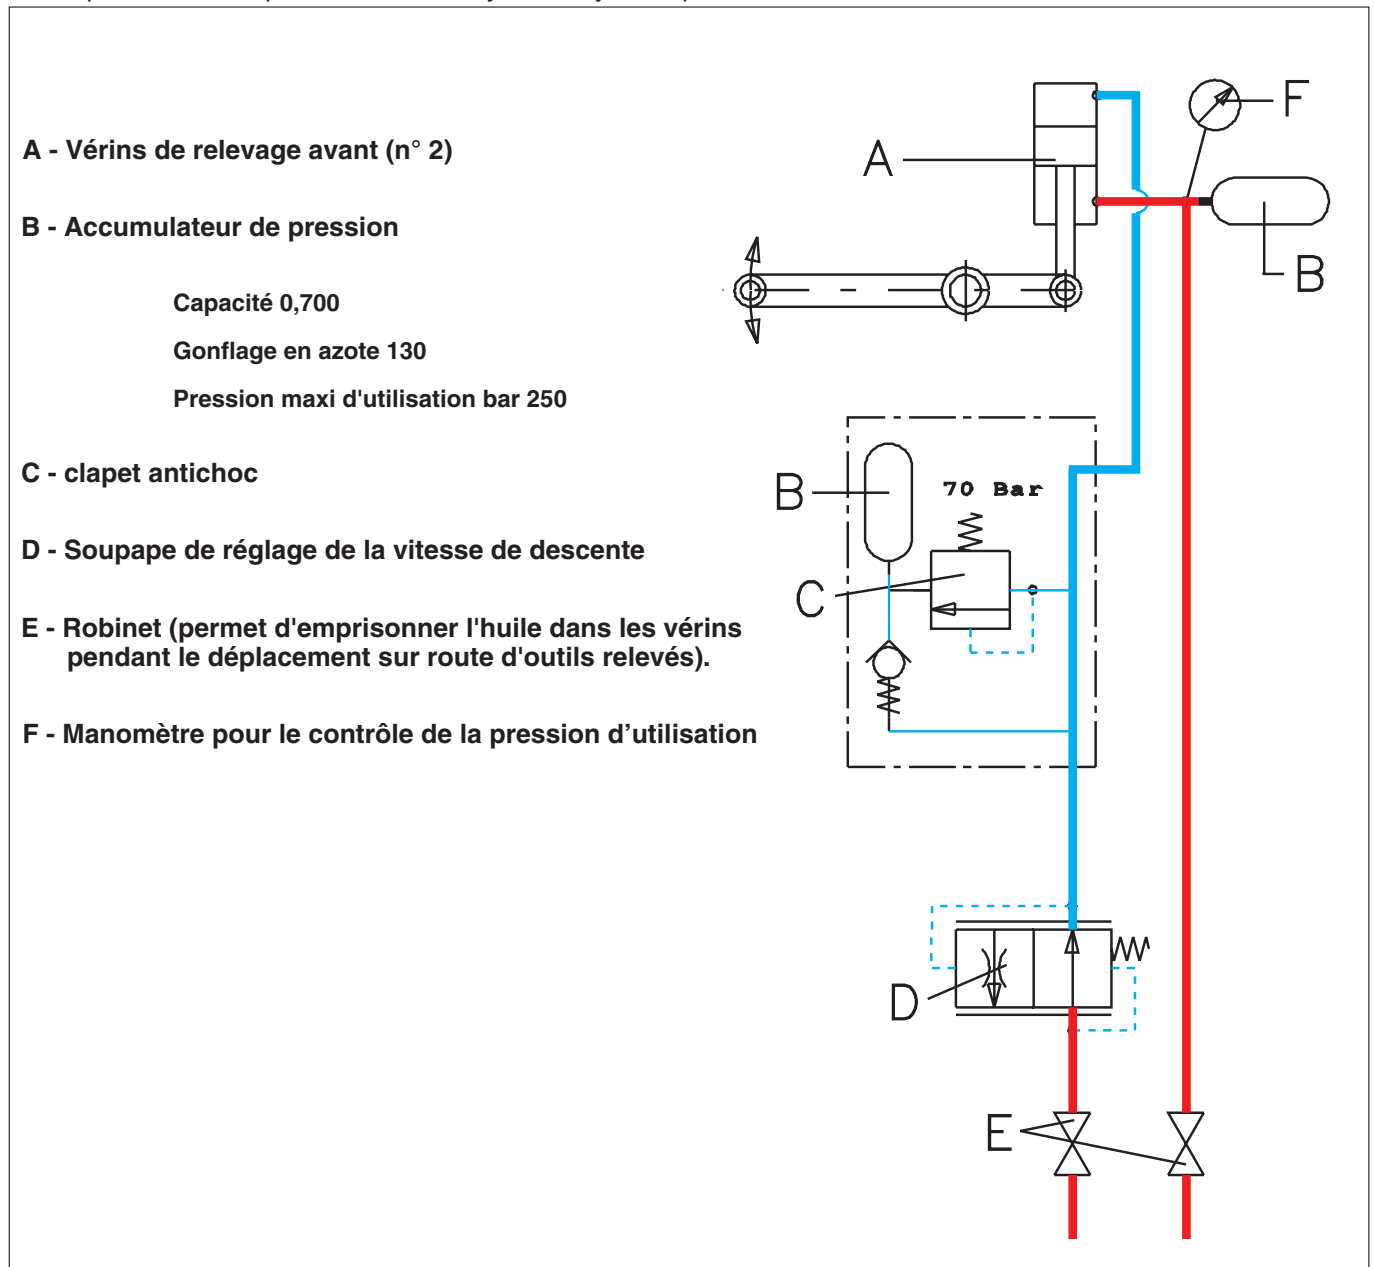 A - Vérins de relevage avant (n° 2)
B - Accumulateur de pression
Capacité 0,700
Gonflage en azote 130
Pression maxi d'utilisation bar 250
C - clapet antichoc
D - Soupape de réglage de la vitesse de descente
E - Robinet (permet d'emprisonner l'huile dans les vérins
pendant le déplacement sur route d'outils relevés).
F - Manomètre pour le contrôle de la pression d’utilisation
F
A
B
B
70 Bar
C
D
E